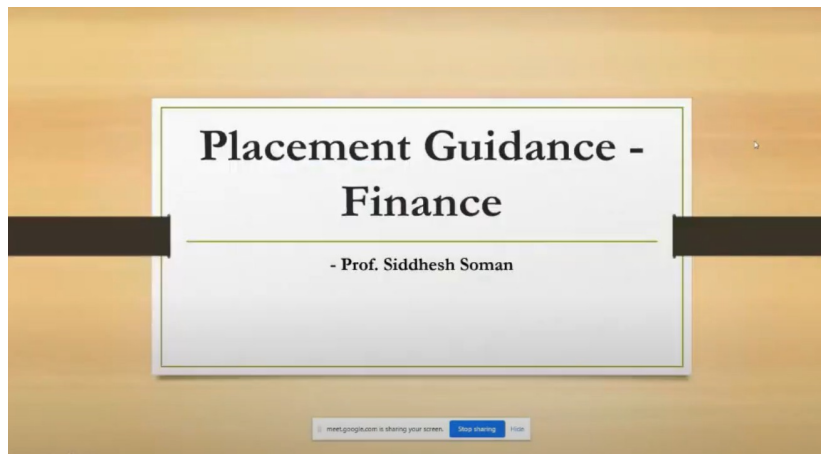 Placement Guidance -
Finance
- Prof. Siddhesh Soman
meet.google.com is sharing your screen.
Stop sharing
Hide